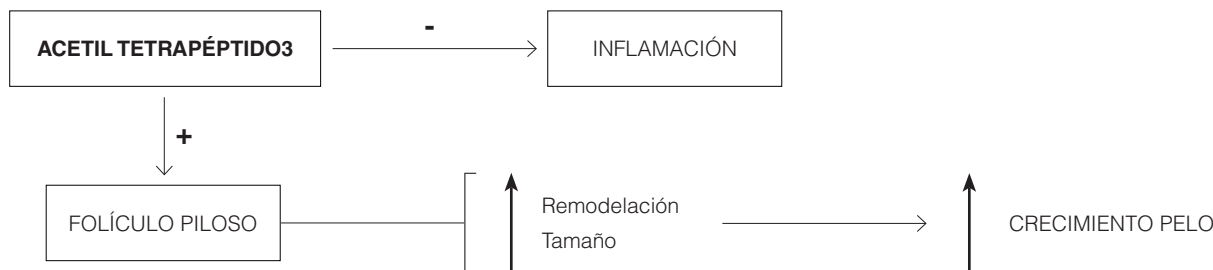 ACETIL TETRAPÉPTIDO3
-
INFLAMACIÓN
+
FOLÍCULO PILOSO
Remodelación
Tamaño
CRECIMIENTO PELO